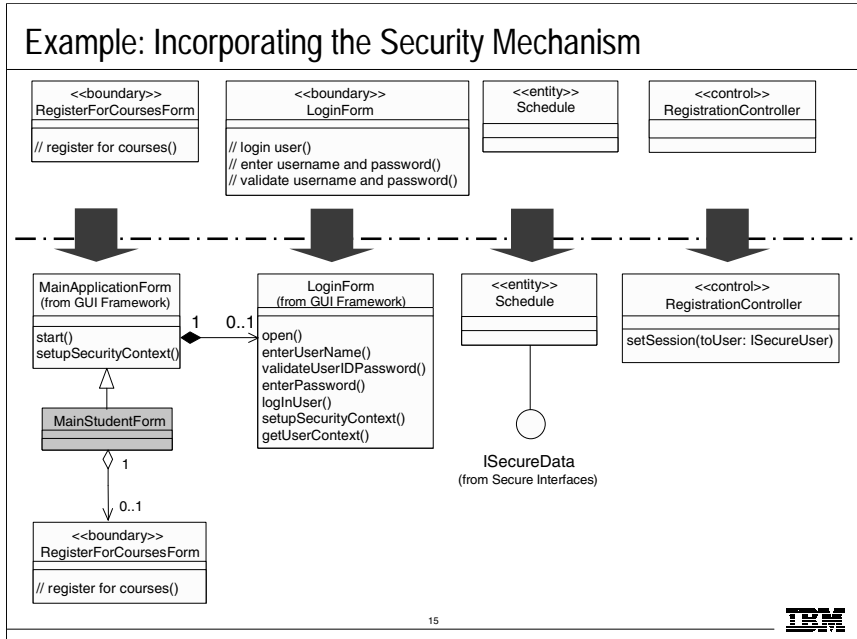 Example: Incorporating the Security Mechanism
<<boundary>>
RegisterForCoursesForm
// register for courses()
<<boundary>>
LoginForm
// login user()
// enter username and password()
// validate username and password()
<<entity>>
Schedule
<<control>>
RegistrationController
MainApplicationForm
(from GUI Framework)
start()
setupSecurityContext()
1
0..1
LoginForm
(from GUI Framework)
open()
enterUserName()
validateUserIDPassword()
enterPassword()
logInUser()
setupSecurityContext()
getUserContext()
<<entity>>
Schedule
ISecureData
(from Secure Interfaces)
<<control>>
RegistrationController
setSession(toUser: ISecureUser)
MainStudentForm
1
0..1
<<boundary>>
RegisterForCoursesForm
// register for courses()
15
IBM